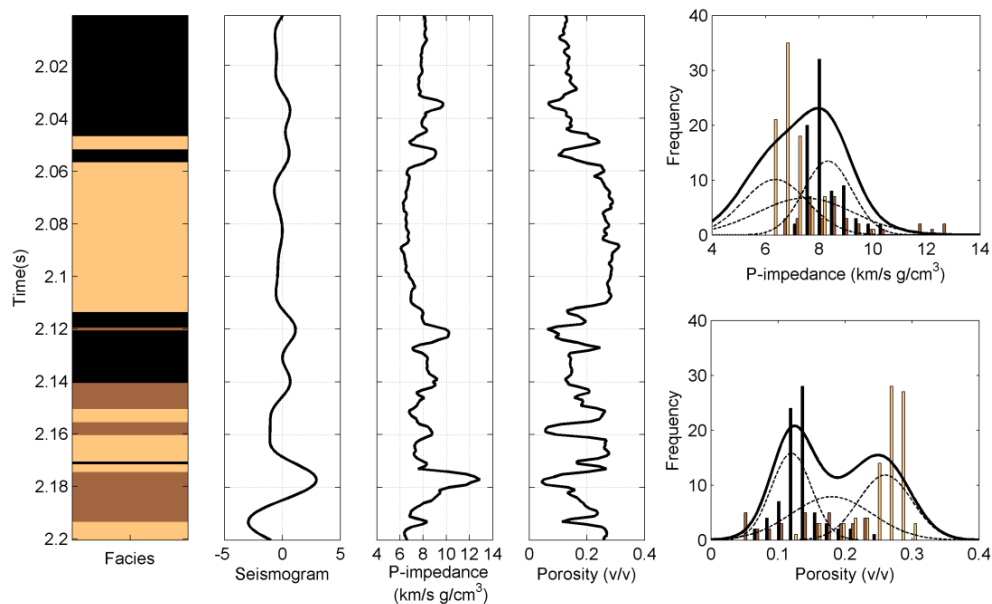 Time(s)
2.02
2.04
2.06
2.08
2.1
2.12
2.14
2.16
2.18
2.2
Facies
-5 0 5
Seismogram
4 6 8 10 12 14
P-impedance
(km/s g/cm³)
0 0.2 0.4
Porosity (v/v)
Frequency
40
30
20
10
0
4 6 8 10 12 14
P-impedance (km/s g/cm³)
Frequency
40
30
20
10
0
0 0.1 0.2 0.3 0.4
Porosity (v/v)